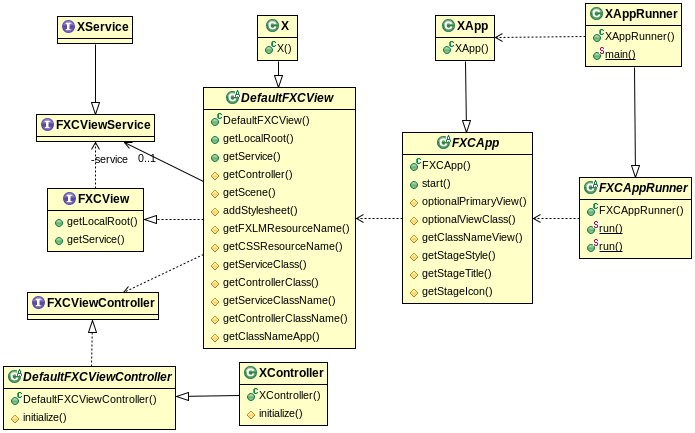 XService
X
X()
XApp
XApp()
XAppRunner
XAppRunner()
main()
FXCViewService
-service
0..1
DefaultFXCView
DefaultFXCView()
getLocalRoot()
getService()
getController()
getScene()
addStylesheet()
getFXLMResourceName()
getCSSResourceName()
getServiceClass()
getControllerClass()
getServiceClassName()
getControllerClassName()
getClassNameApp()
FXCApp
FXCApp()
start()
optionalPrimaryView()
optionalViewClass()
getClassNameView()
getStageStyle()
getStageTitle()
getStageIcon()
FXCAppRunner
FXCAppRunner()
run()
run()
FXCView
getLocalRoot()
getService()
FXCViewController
DefaultFXCViewController
DefaultFXCViewController()
initialize()
XController
XController()
initialize()